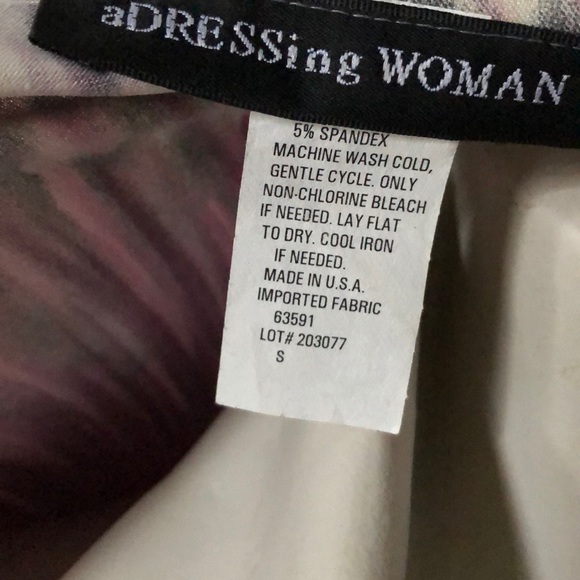 aDRESSing WOMAN
5% SPANDEX
MACHINE WASH COLD,
GENTLE CYCLE. ONLY
NON-CHLORINE BLEACH
IF NEEDED. LAY FLAT
TO DRY. COOL IRON
IF NEEDED.
MADE IN U.S.A.
IMPORTED FABRIC
63591
LOT# 203077
S